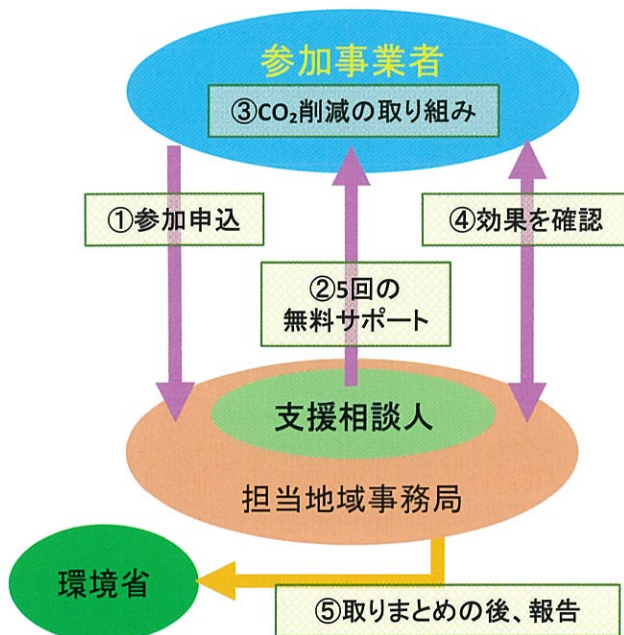 参加事業者
③CO₂削減の取り組み
①参加申込
④効果を確認
②5回の
無料サポート
支援相談人
担当地域事務局
環境省
⑤取りまとめの後、報告